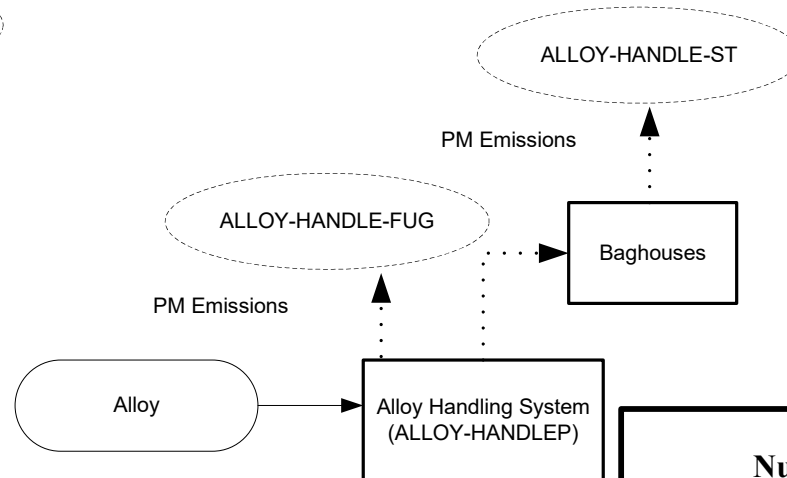 ALLOY-HANDLE-ST
PM Emissions
ALLOY-HANDLE-FUG
Baghouses
PM Emissions
Alloy
Alloy Handling System
(ALLOY-HANDLEP)